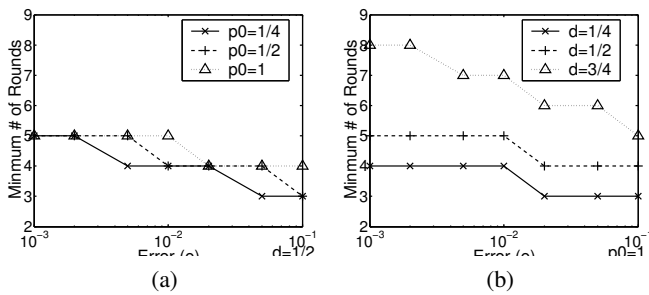 9
8
7
6
5
4
3
2
Minmum # of Rounds
p0=1/4
p0=1/2
p0=1
10^-3
10^-2
10^-1
d=1/2
(a)
9
8
7
6
5
4
3
2
Minmum # of Rounds
d=1/4
d=1/2
d=3/4
10^-3
10^-2
10^-1
p0=1
(b)